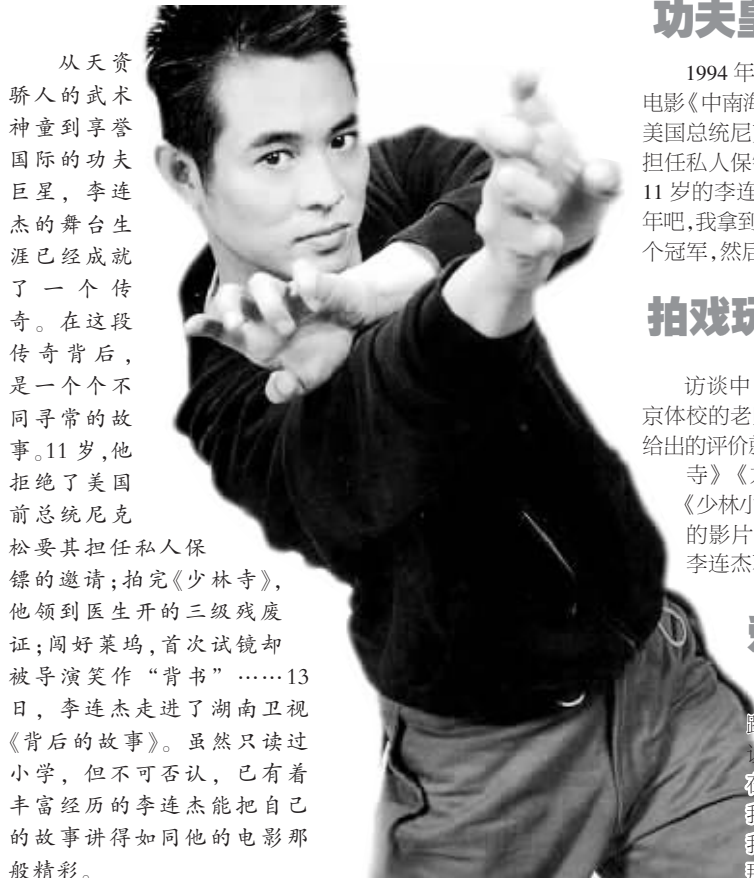 从天资
骄人的武术
神童到享誉
国际的功夫
巨星，李连
杰的舞台生
涯已经成就
了一个传
奇。在这段
传奇背后，
是一个个不
同寻常的故
事。11 岁,他
拒绝了美国
前总统尼克
松要其担任私人保
镖的邀请;拍完《少林寺》,
他领到医生开的三级残废
证;闯好莱坞,首次试镜却
被导演笑作“背书”……13
日，李连杰走进了湖南卫视
《背后的故事》。虽然只读过
小学，但不可否认，已有着
丰富经历的李连杰能把自己
的故事讲得如同他的电影那
般精彩。
功夫
1994 年
电影《中南海
美国总统尼
担任私人保
11 岁的李连
年吧,我拿到
个冠军,然后
拍戏玩
访谈中
京体校的老
给出的评价
寺》《
《少林小
的影片
李连杰
在
我
我